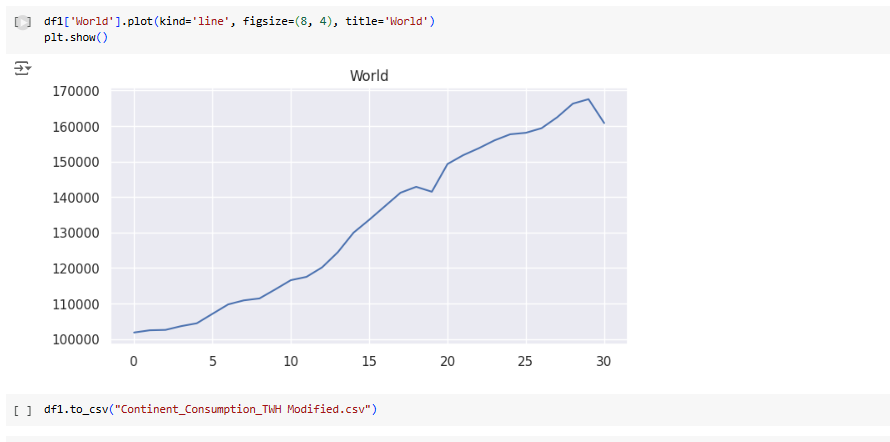 [ ] df1['World'].plot(kind='line', figsize=(8, 4), title='World')
plt.show()
World
170000
160000
150000
140000
130000
120000
110000
100000
0 5 10 15 20 25 30
[ ] df1.to_csv("Continent_Consumption_TWH Modified.csv")